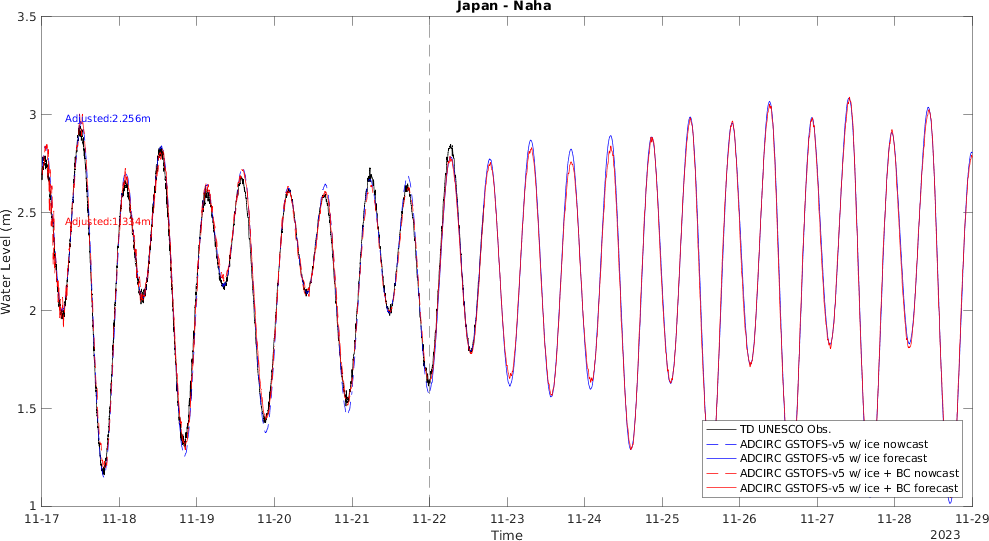 Japan - Naha
3.5
3
2.5
2
1.5
1
Water Level (m)
Adjusted:2.256m
Adjusted:1.334m
TD UNESCO Obs.
ADCIRC GSTOFS-v5 w/ ice nowcast
ADCIRC GSTOFS-v5 w/ ice forecast
ADCIRC GSTOFS-v5 w/ ice + BC nowcast
ADCIRC GSTOFS-v5 w/ ice + BC forecast
11-17 11-18 11-19 11-20 11-21 11-22 11-23 11-24 11-25 11-26 11-27 11-28 11-29
Time
2023